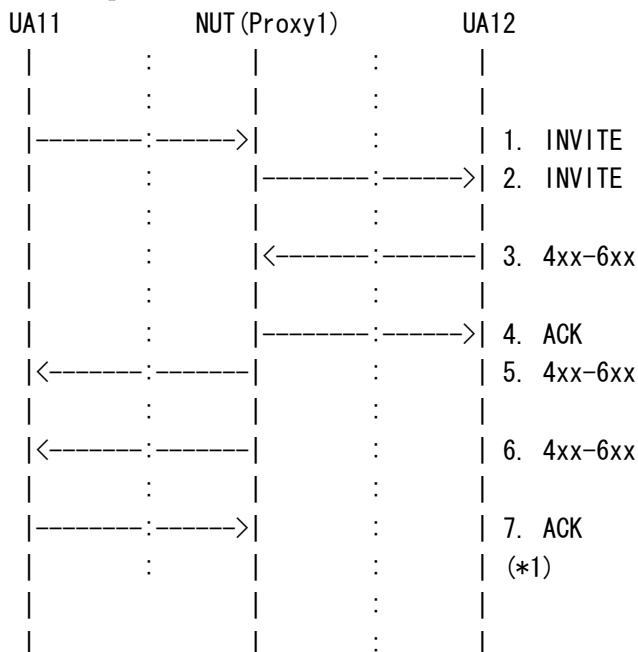 UA11 NUT(Proxy1) UA12
| : | : |
| : | : |
|--------:------>| : | 1. INVITE
| : |--------:------>| 2. INVITE
| : | : |
| : |<-------:-------| 3. 4xx-6xx
| : | : |
| : |--------:------>| 4. ACK
|<-------:-------| : | 5. 4xx-6xx
| : | : |
|<-------:-------| : | 6. 4xx-6xx
| : | : |
|--------:------>| : | 7. ACK
| : | : | (*1)
| | : |
| | : |